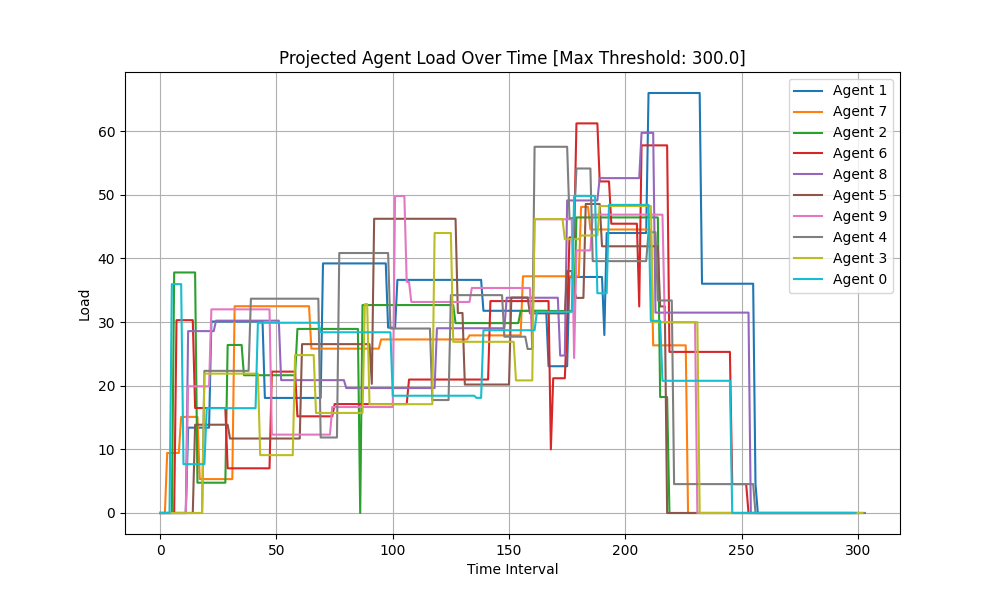 Projected Agent Load Over Time [Max Threshold: 300.0]
Load
60
50
40
30
20
10
0
0 50 100 150 200 250 300
Time Interval
Agent 1
Agent 7
Agent 2
Agent 6
Agent 8
Agent 5
Agent 9
Agent 4
Agent 3
Agent 0